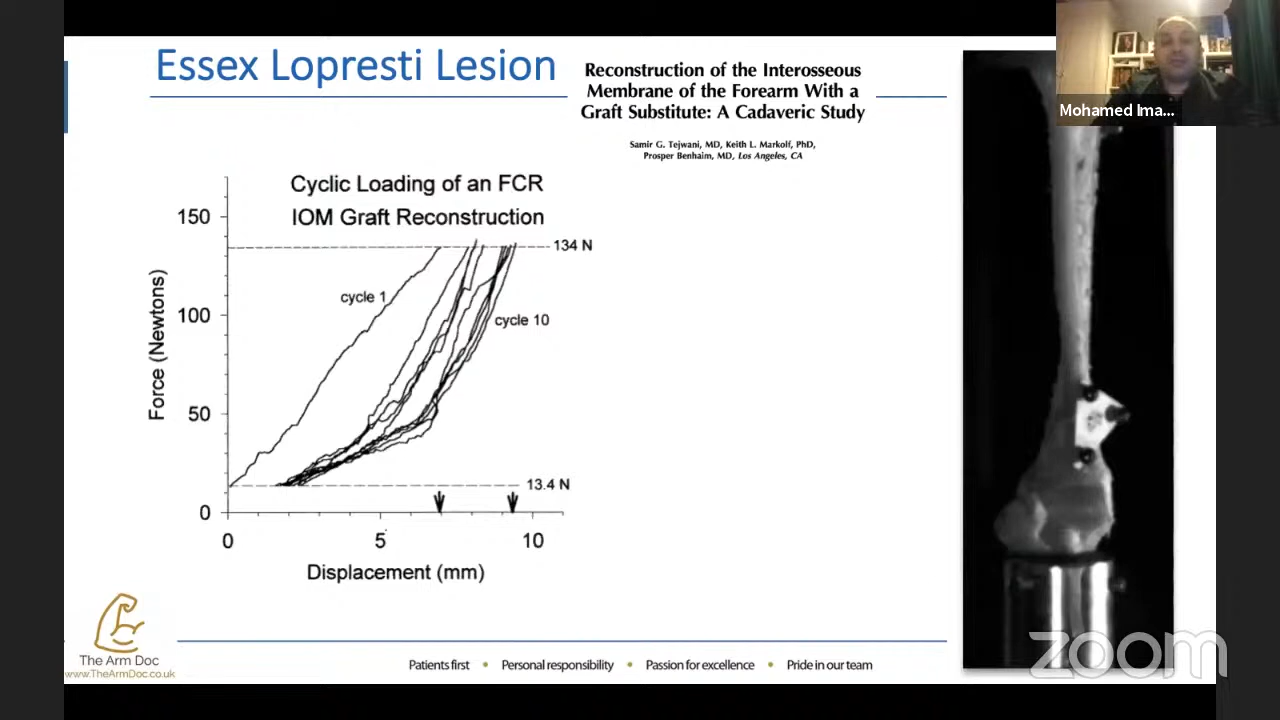 Essex Lopresti Lesion
Reconstruction of the Interosseous
Membrane of the Forearm With a
Graft Substitute: A Cadaveric Study
Samir G. Tejwani, MD, Keith L. Markolf, PhD,
Prosper Benhaim, MD, Los Angeles, CA
Mohamed Ima...
Cyclic Loading of an FCR
IOM Graft Reconstruction
150
134 N
cycle 1
100
cycle 10
Force (Newtons)
50
13.4 N
0
0 5 10
Displacement (mm)
The Arm Doc
www.TheArmDoc.co.uk
Patients first • Personal responsibility • Passion for excellence • Pride in our team
zoom